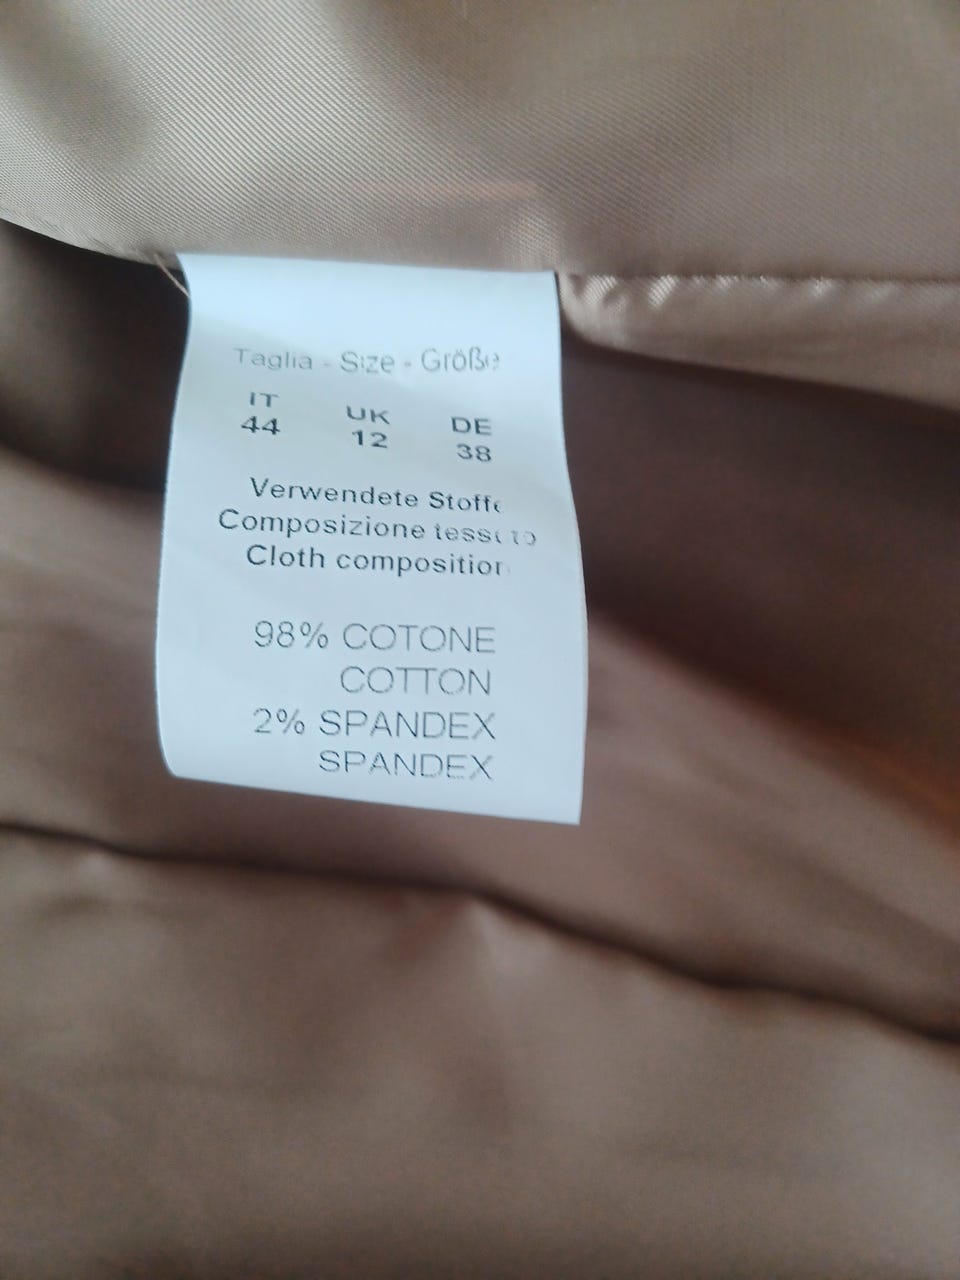 Taglia - Size - Größe
IT UK DE
44 12 38
Verwendete Stoffe
Composizione tessuto
Cloth composition
98% COTONE
COTTON
2% SPANDEX
SPANDEX